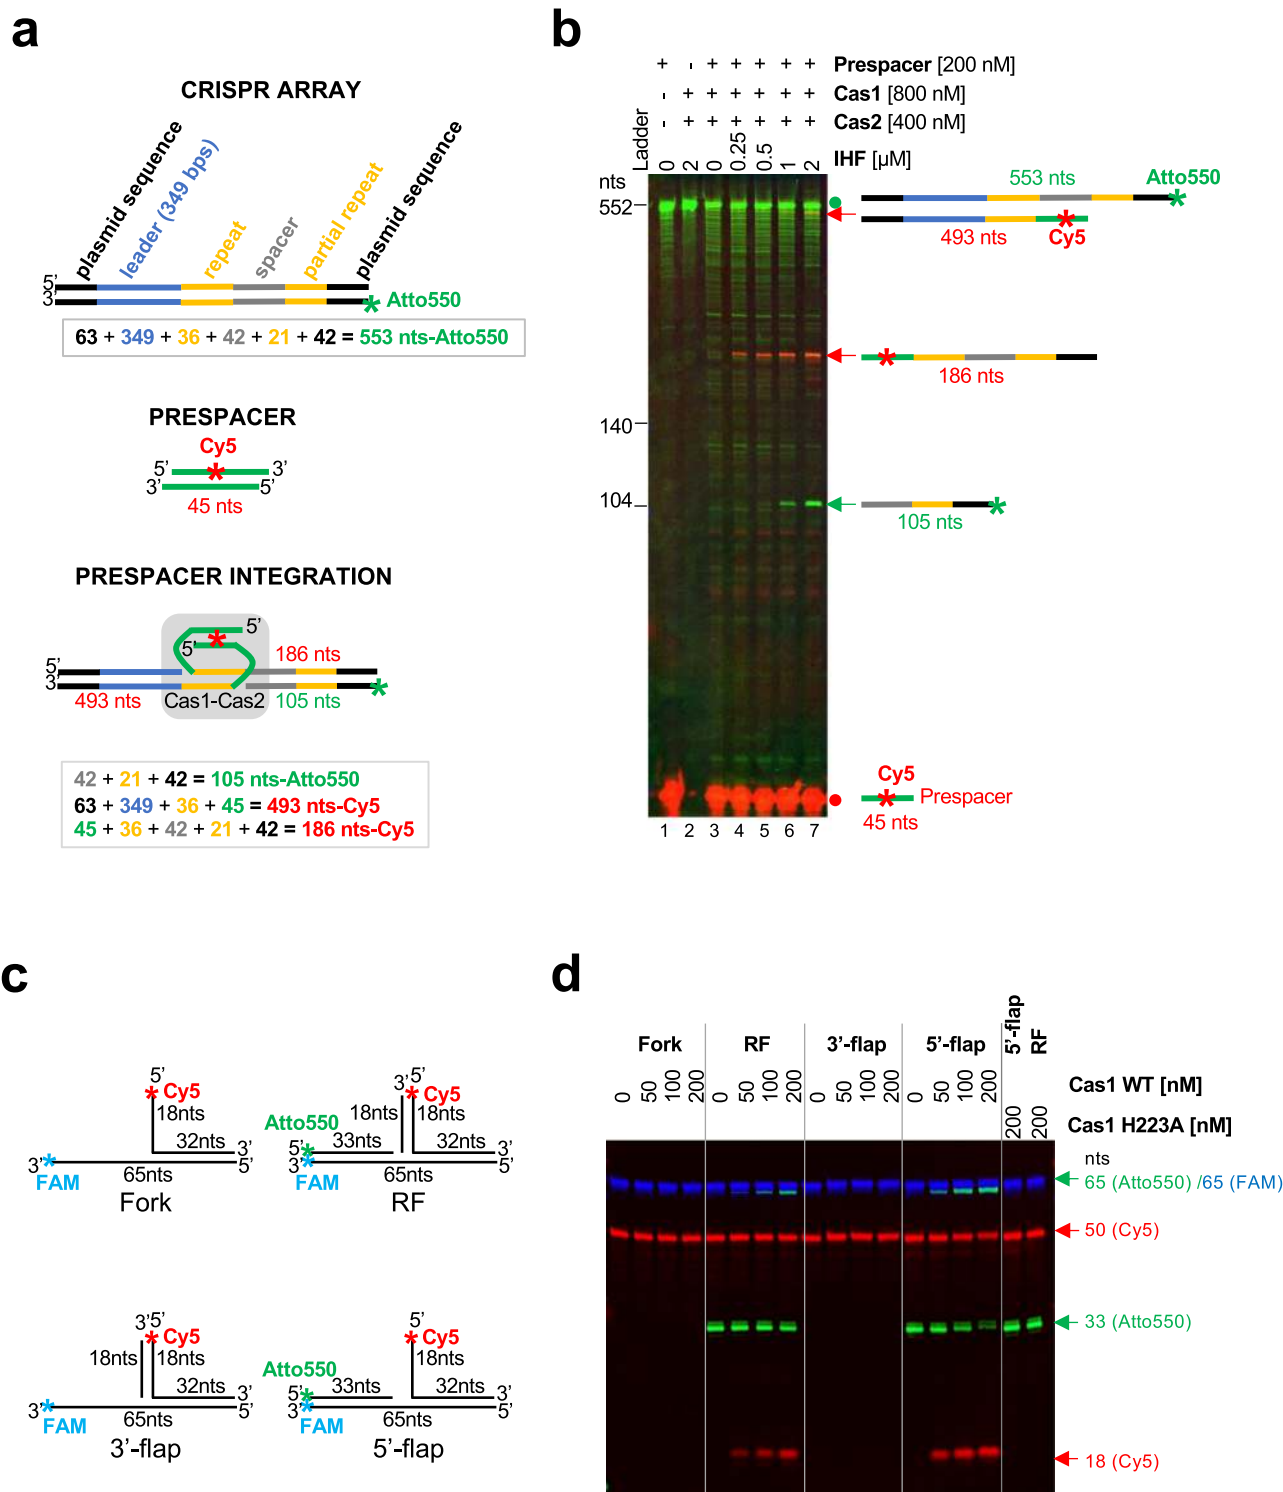 a
CRISPR ARRAY
plasmid sequence
leader (349 bps)
repeat
spacer
partial repeat
plasmid sequence
5’
3’
Atto550
63 + 349 + 36 + 42 + 21 + 42 = 553 nts-Atto550
PRESPACER
Cy5
5’ 3’
3’ 5’
45 nts
PRESPACER INTEGRATION
5’
5’
186 nts
5’
3’
493 nts Cas1-Cas2 105 nts
42 + 21 + 42 = 105 nts-Atto550
63 + 349 + 36 + 45 = 493 nts-Cy5
45 + 36 + 42 + 21 + 42 = 186 nts-Cy5
b
+ - + + + + + Prespacer [200 nM]
- + + + + + + Cas1 [800 nM]
- + + + + + + Cas2 [400 nM]
Ladder 0 2 0 0.25 0.5 1 2 IHF [µM]
nts
552
140
104
553 nts Atto550
493 nts Cy5
186 nts
105 nts
Cy5
Prespacer
45 nts
1 2 3 4 5 6 7
c
5’
Cy5
18nts
32nts 3’
3’ 5’
FAM 65nts
Fork
3’ 5’
Cy5
18nts 18nts
Atto550
5’ 33nts 32nts 3’
3’ 5’
FAM 65nts
RF
3’ 5’
Cy5
18nts 18nts
32nts 3’
3’ 5’
FAM 65nts
3’-flap
5’
Cy5
18nts
Atto550
5’ 33nts 32nts 3’
3’ 5’
FAM 65nts
5’-flap
d
Fork RF 3’-flap 5’-flap 5’-flap RF
0 50 100 200 0 50 100 200 0 50 100 200 0 50 100 200 Cas1 WT [nM]
200 200 Cas1 H223A [nM]
nts
65 (Atto550) /65 (FAM)
50 (Cy5)
33 (Atto550)
18 (Cy5)